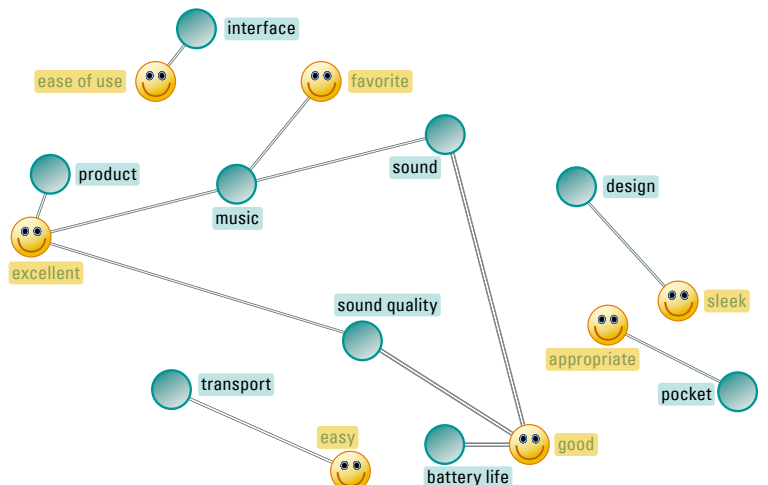 interface
ease of use
favorite
sound
product
design
music
excellent
sleek
sound quality
appropriate
transport
pocket
easy
good
battery life